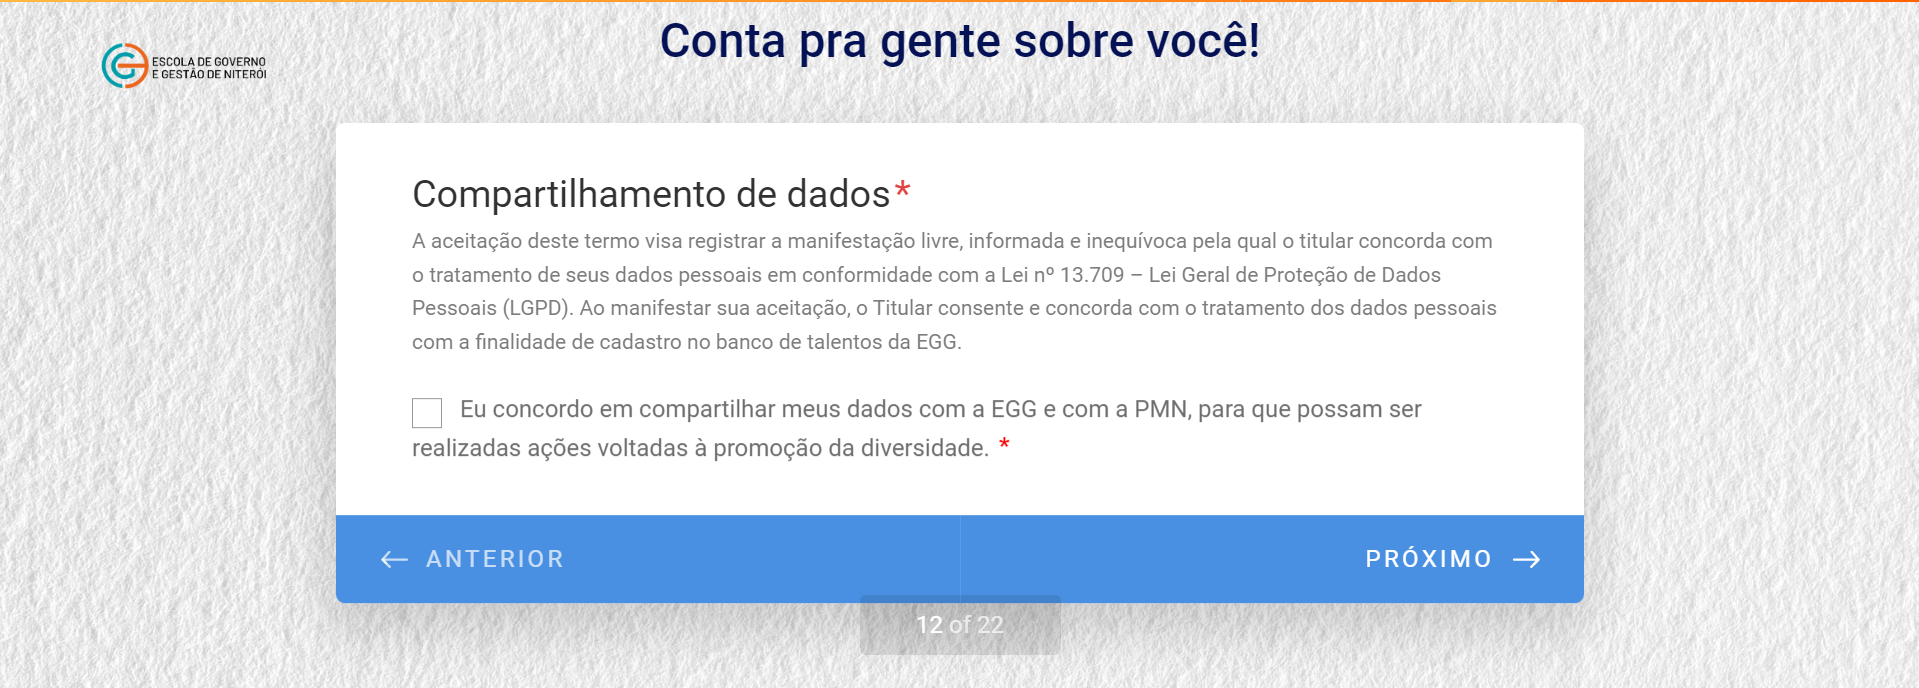 Conta pra gente sobre você!
ESCOLA DE GOVERNO
E GESTÃO DE NITERÓI
Compartilhamento de dados*
A aceitação deste termo visa registrar a manifestação livre, informada e inequívoca pela qual o titular concorda com
o tratamento de seus dados pessoais em conformidade com a Lei nº 13.709 – Lei Geral de Proteção de Dados
Pessoais (LGPD). Ao manifestar sua aceitação, o Titular consente e concorda com o tratamento dos dados pessoais
com a finalidade de cadastro no banco de talentos da EGG.
Eu concordo em compartilhar meus dados com a EGG e com a PMN, para que possam ser
realizadas ações voltadas à promoção da diversidade. *
← ANTERIOR
PRÓXIMO →
12 of 22